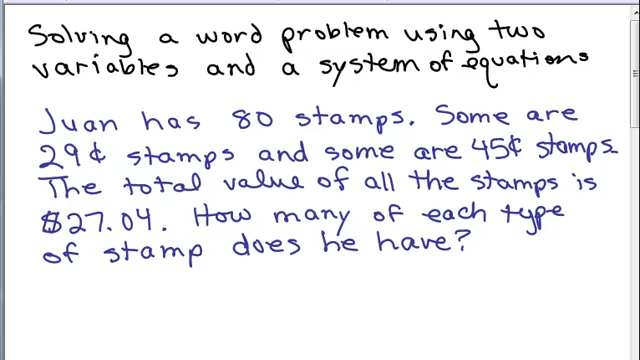 Solving a word problem using two
variables and a system of equations
Juan has 80 stamps. Some are
29¢ stamps and some are 45¢ stamps.
The total value of all the stamps is
$27.04. How many of each type
of stamp does he have?